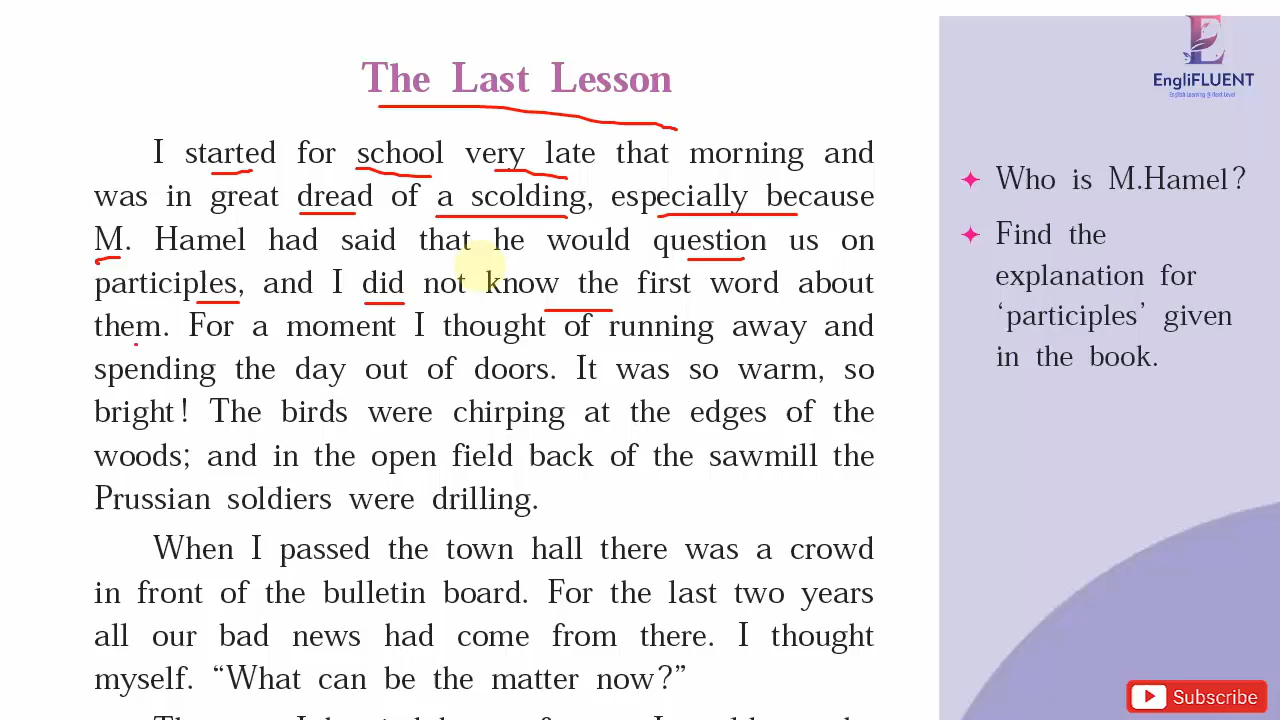 The Last Lesson
I started for school very late that morning and
was in great dread of a scolding, especially because
M. Hamel had said that he would question us on
participles, and I did not know the first word about
them. For a moment I thought of running away and
spending the day out of doors. It was so warm, so
bright! The birds were chirping at the edges of the
woods; and in the open field back of the sawmill the
Prussian soldiers were drilling.
When I passed the town hall there was a crowd
in front of the bulletin board. For the last two years
all our bad news had come from there. I thought
myself. “What can be the matter now?”
EngliFLUENT
✦ Who is M.Hamel?
✦ Find the
explanation for
‘participles’ given
in the book.
Subscribe